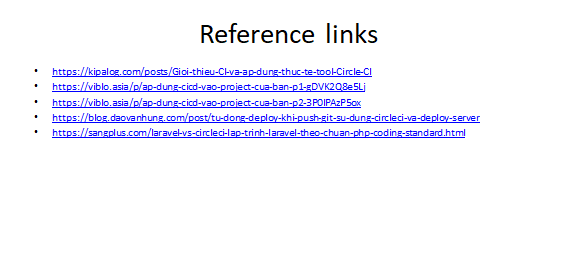 Reference links
• https://kipalog.com/posts/Gioi-thieu-CI-va-ap-dung-thuc-te-tool-Circle-CI
• https://viblo.asia/p/ap-dung-cicd-vao-project-cua-ban-p1-gDVK2Q8e5Lj
• https://viblo.asia/p/ap-dung-cicd-vao-project-cua-ban-p2-3P0lPAzP5ox
• https://blog.daovanhung.com/post/tu-dong-deploy-khi-push-git-su-dung-circleci-va-deploy-server
• https://sangplus.com/laravel-vs-circleci-lap-trinh-laravel-theo-chuan-php-coding-standard.html